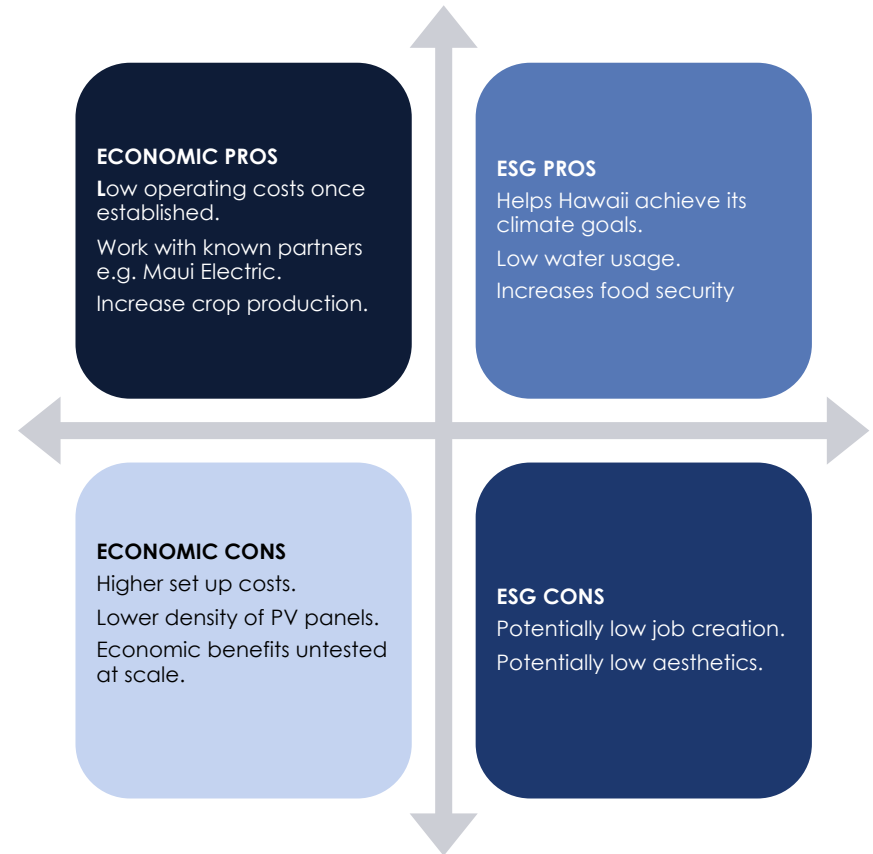 ECONOMIC PROS
Low operating costs once
established.
Work with known partners
e.g. Maui Electric.
Increase crop production.
ESG PROS
Helps Hawaii achieve its
climate goals.
Low water usage.
Increases food security
ECONOMIC CONS
Higher set up costs.
Lower density of PV panels.
Economic benefits untested
at scale.
ESG CONS
Potentially low job creation.
Potentially low aesthetics.